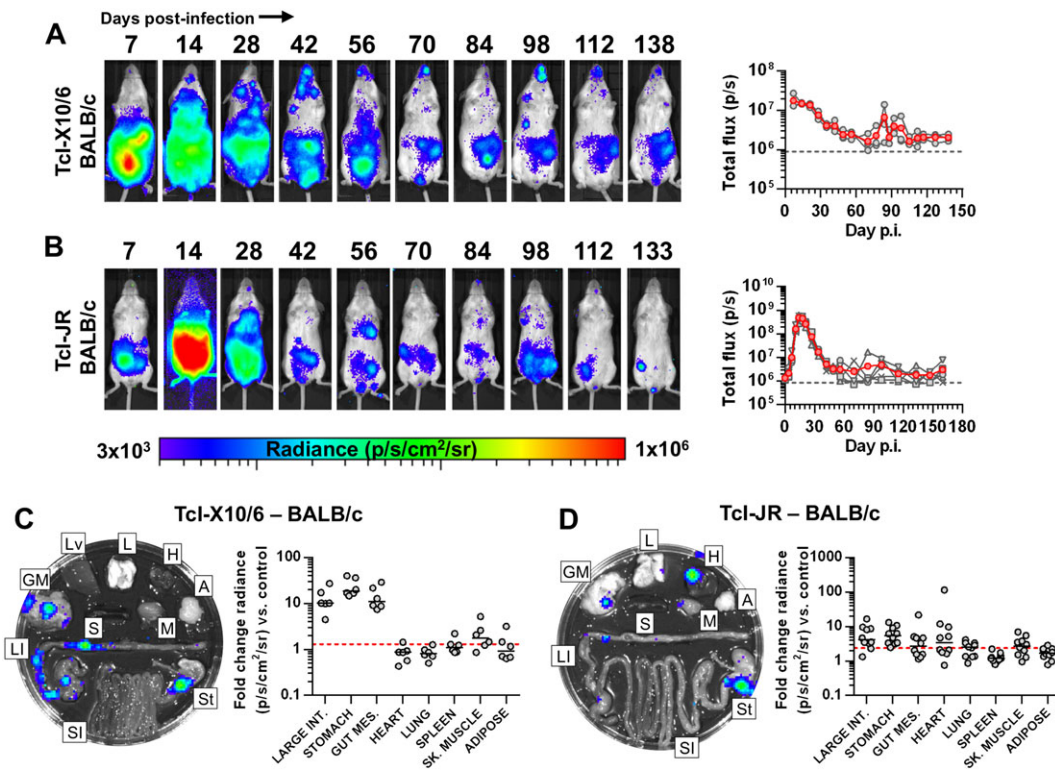 Days post-infection
A
7 14 28 42 56 70 84 98 112 138
TcI-X10/6
BALB/c
10⁸
10⁷
10⁶
10⁵
Total flux (p/s)
0 30 60 90 120 150
Day p.i.
B
7 14 28 42 56 70 84 98 112 133
TcI-JR
BALB/c
10¹⁰
10⁹
10⁸
10⁷
10⁶
10⁵
10⁴
Total flux (p/s)
0 30 60 90 120 150 180
Day p.i.
3x10³ Radiance (p/s/cm²/sr) 1x10⁶
C TcI-X10/6 – BALB/c
Lv L H
GM A
S M
LI
St
SI
Fold change radiance
(p/s/cm²/sr) vs. control
100
10
1
0.1
LARGE INT.
STOMACH
GUT MES.
HEART
LUNG
SPLEEN
SK. MUSCLE
ADIPOSE
D TcI-JR – BALB/c
L H
GM A
S M
LI
St
SI
Fold change radiance
(p/s/cm²/sr) vs. control
1000
100
10
1
0.1
LARGE INT.
STOMACH
GUT MES.
HEART
LUNG
SPLEEN
SK. MUSCLE
ADIPOSE